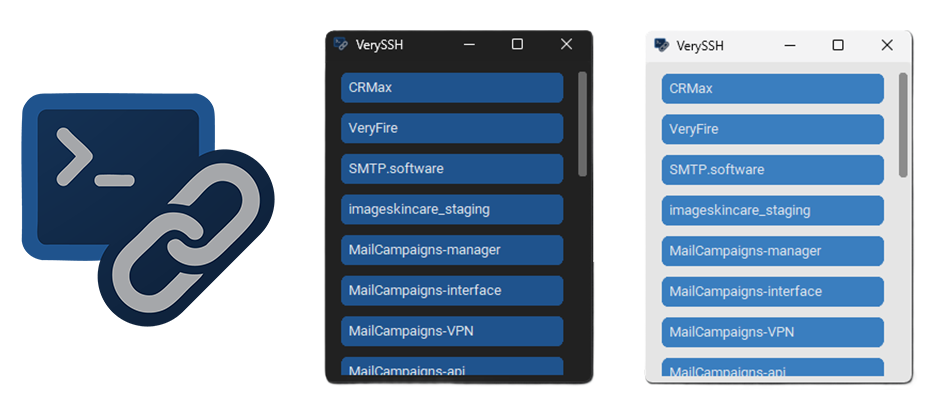 >_
VerySSH
CRMax
VeryFire
SMTP.software
imageskincare_staging
MailCampaigns-manager
MailCampaigns-interface
MailCampaigns-VPN
MailCampaigns-api
VerySSH
CRMax
VeryFire
SMTP.software
imageskincare_staging
MailCampaigns-manager
MailCampaigns-interface
MailCampaigns-VPN
MailCampaigns-api